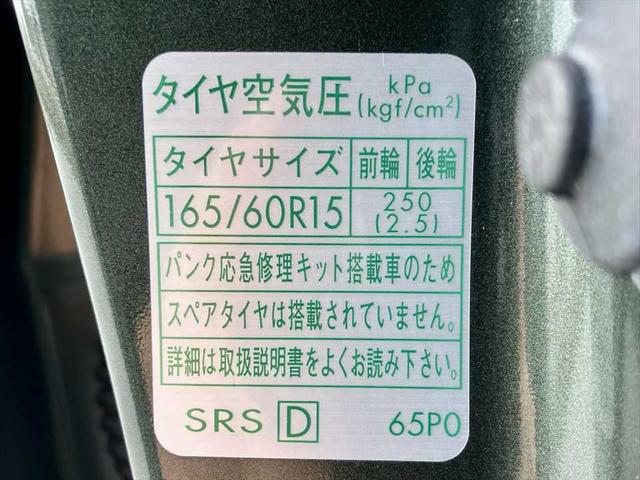 タイヤ空気圧 kPa (kgf/cm²)
タイヤサイズ 前輪 後輪
165/60R15 250 (2.5)
パンク応急修理キット搭載車のため
スペアタイヤは搭載されていません。
詳細は取扱説明書をよくお読み下さい。
SRS D 65P0